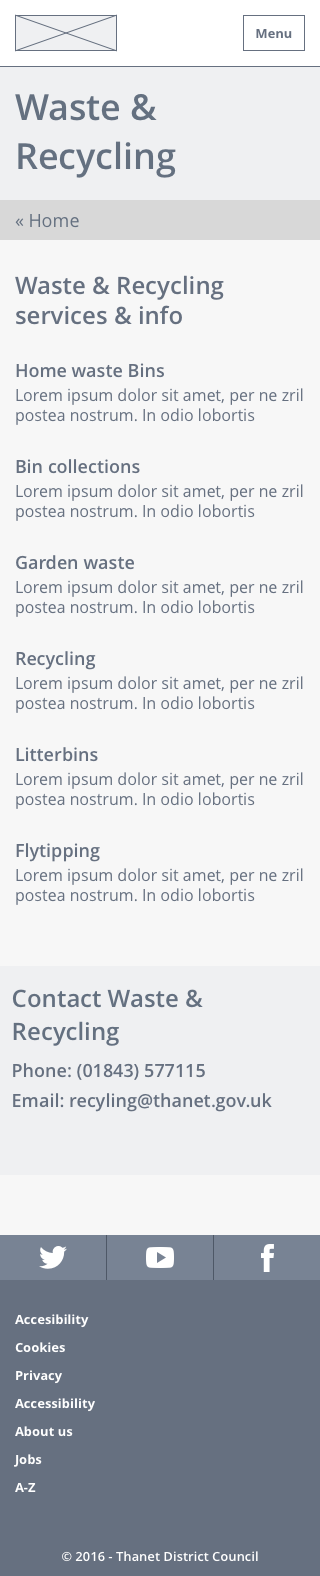 Menu
Waste &
Recycling
« Home
Waste & Recycling
services & info
Home waste Bins
Lorem ipsum dolor sit amet, per ne zril
postea nostrum. In odio lobortis
Bin collections
Lorem ipsum dolor sit amet, per ne zril
postea nostrum. In odio lobortis
Garden waste
Lorem ipsum dolor sit amet, per ne zril
postea nostrum. In odio lobortis
Recycling
Lorem ipsum dolor sit amet, per ne zril
postea nostrum. In odio lobortis
Litterbins
Lorem ipsum dolor sit amet, per ne zril
postea nostrum. In odio lobortis
Flytipping
Lorem ipsum dolor sit amet, per ne zril
postea nostrum. In odio lobortis
Contact Waste &
Recycling
Phone: (01843) 577115
Email: recyling@thanet.gov.uk
Accesibility
Cookies
Privacy
Accessibility
About us
Jobs
A-Z
© 2016 - Thanet District Council